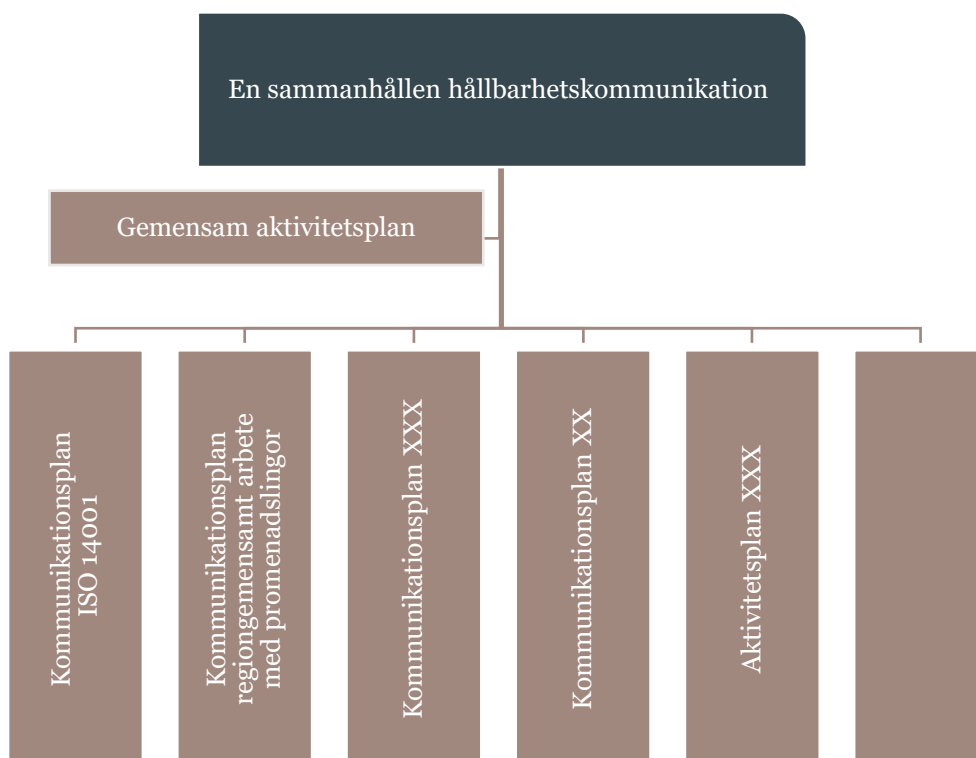 En sammanhållen hållbarhetskommunikation
Gemensam aktivitetsplan
Kommunikationsplan
ISO 14001
Kommunikationsplan
regiongemensamt arbete
med promenadslingor
Kommunikationsplan XXX
Kommunikationsplan XX
Aktivitetsplan XXX